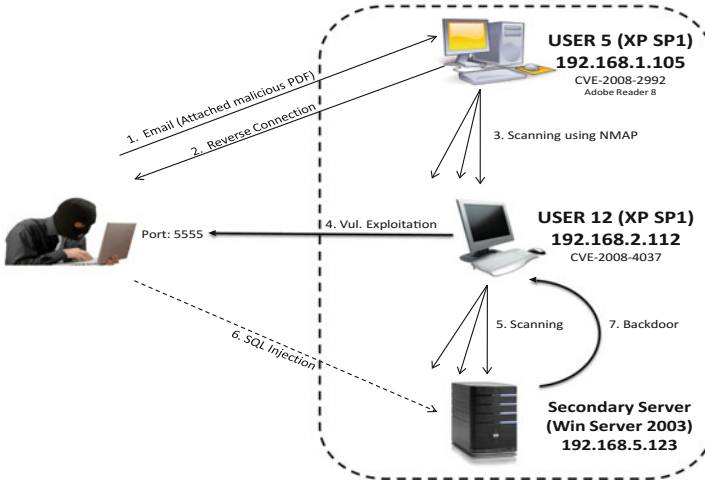 USER 5 (XP SP1)
192.168.1.105
CVE-2008-2992
Adobe Reader 8
1. Email (Attached malicious PDF)
2. Reverse Connection
3. Scanning using NMAP
Port: 5555
4. Vul. Exploitation
USER 12 (XP SP1)
192.168.2.112
CVE-2008-4037
5. Scanning
7. Backdoor
6. SQL Injection
Secondary Server
(Win Server 2003)
192.168.5.123